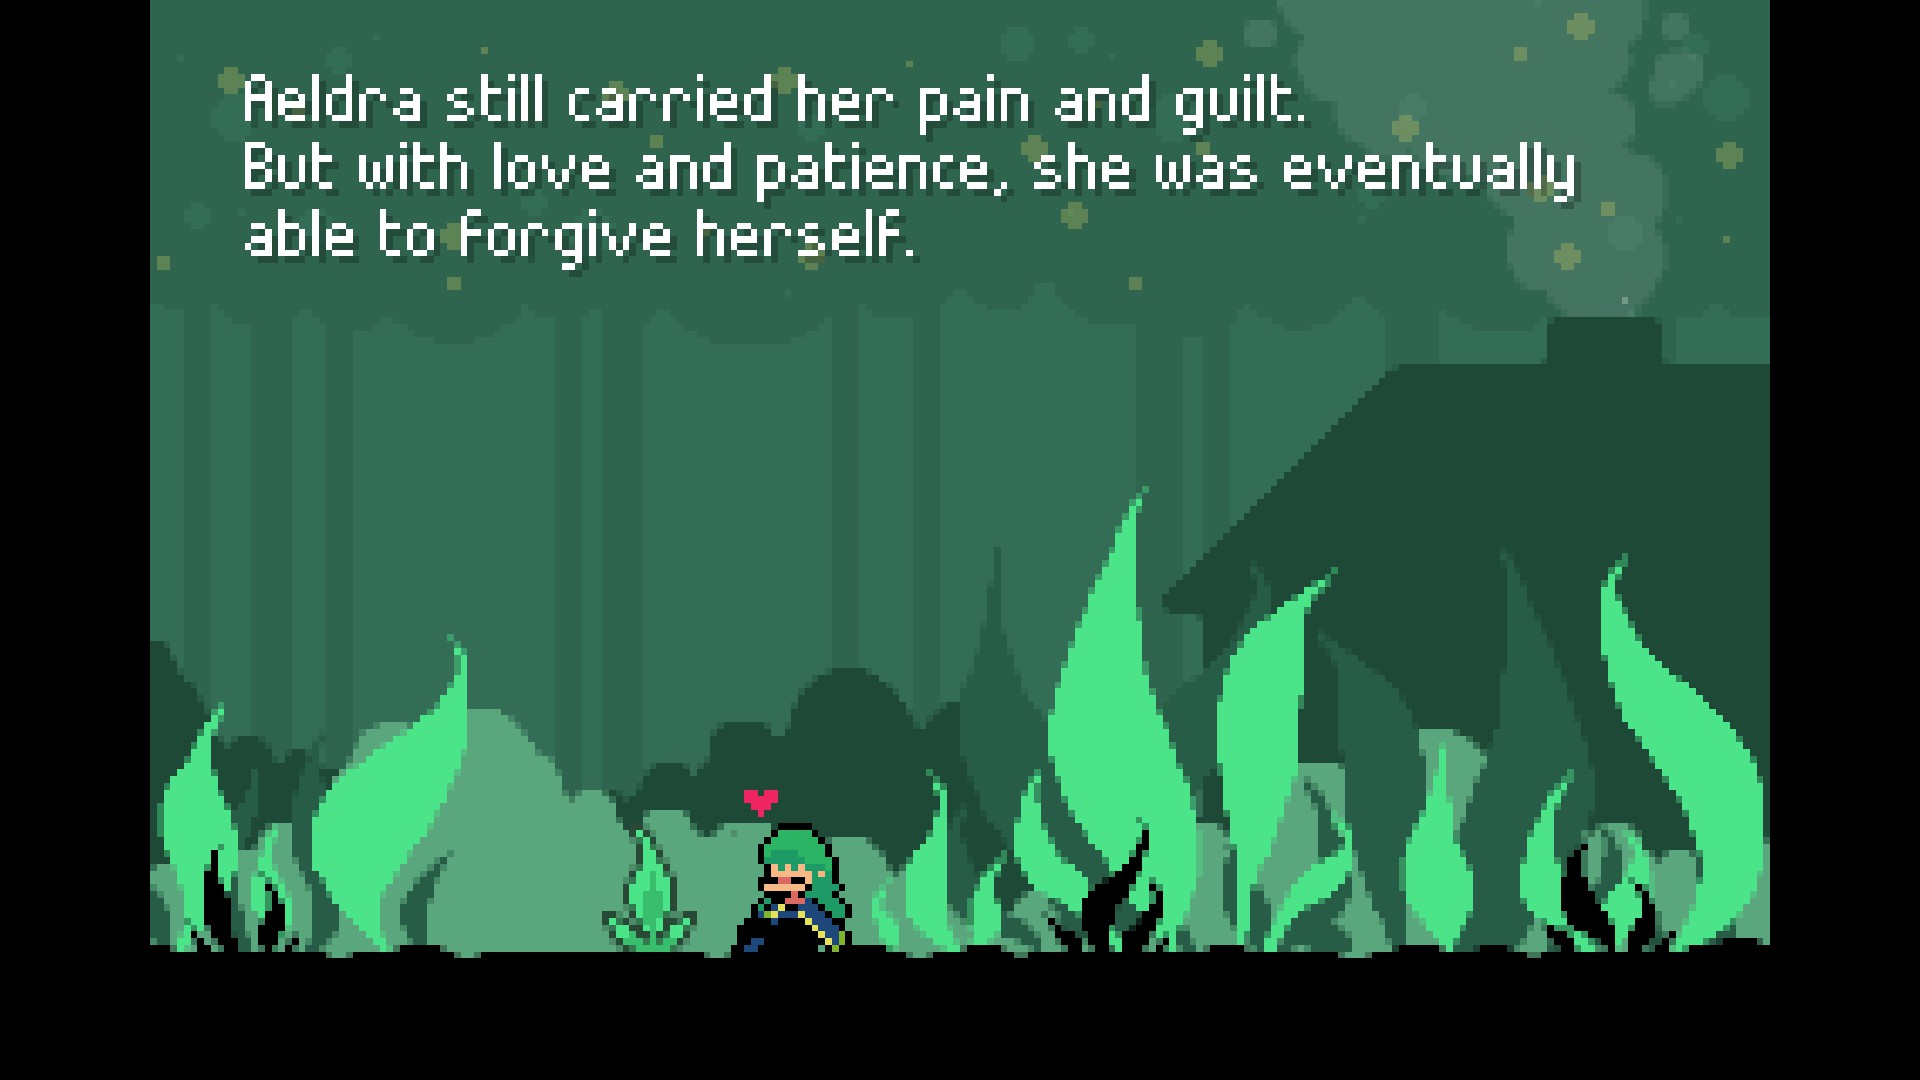 Aeldra still carried her pain and guilt.
But with love and patience, she was eventually
able to forgive herself.